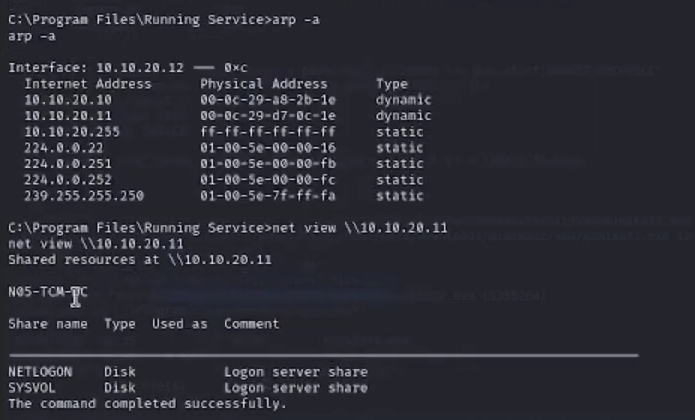 C:\Program Files\Running Service>arp -a
arp -a
Interface: 10.10.20.12 --- 0×c
Internet Address Physical Address Type
10.10.20.10 00-0c-29-a8-2b-1e dynamic
10.10.20.11 00-0c-29-d7-0c-1e dynamic
10.10.20.255 ff-ff-ff-ff-ff-ff static
224.0.0.22 01-00-5e-00-00-16 static
224.0.0.251 01-00-5e-00-00-fb static
224.0.0.252 01-00-5e-00-00-fc static
239.255.255.250 01-00-5e-7f-ff-fa static
C:\Program Files\Running Service>net view \\10.10.20.11
net view \\10.10.20.11
Shared resources at \\10.10.20.11
Share name Type Used as Comment
NETLOGON Disk Logon server share
SYSVOL Disk Logon server share
The command completed successfully.